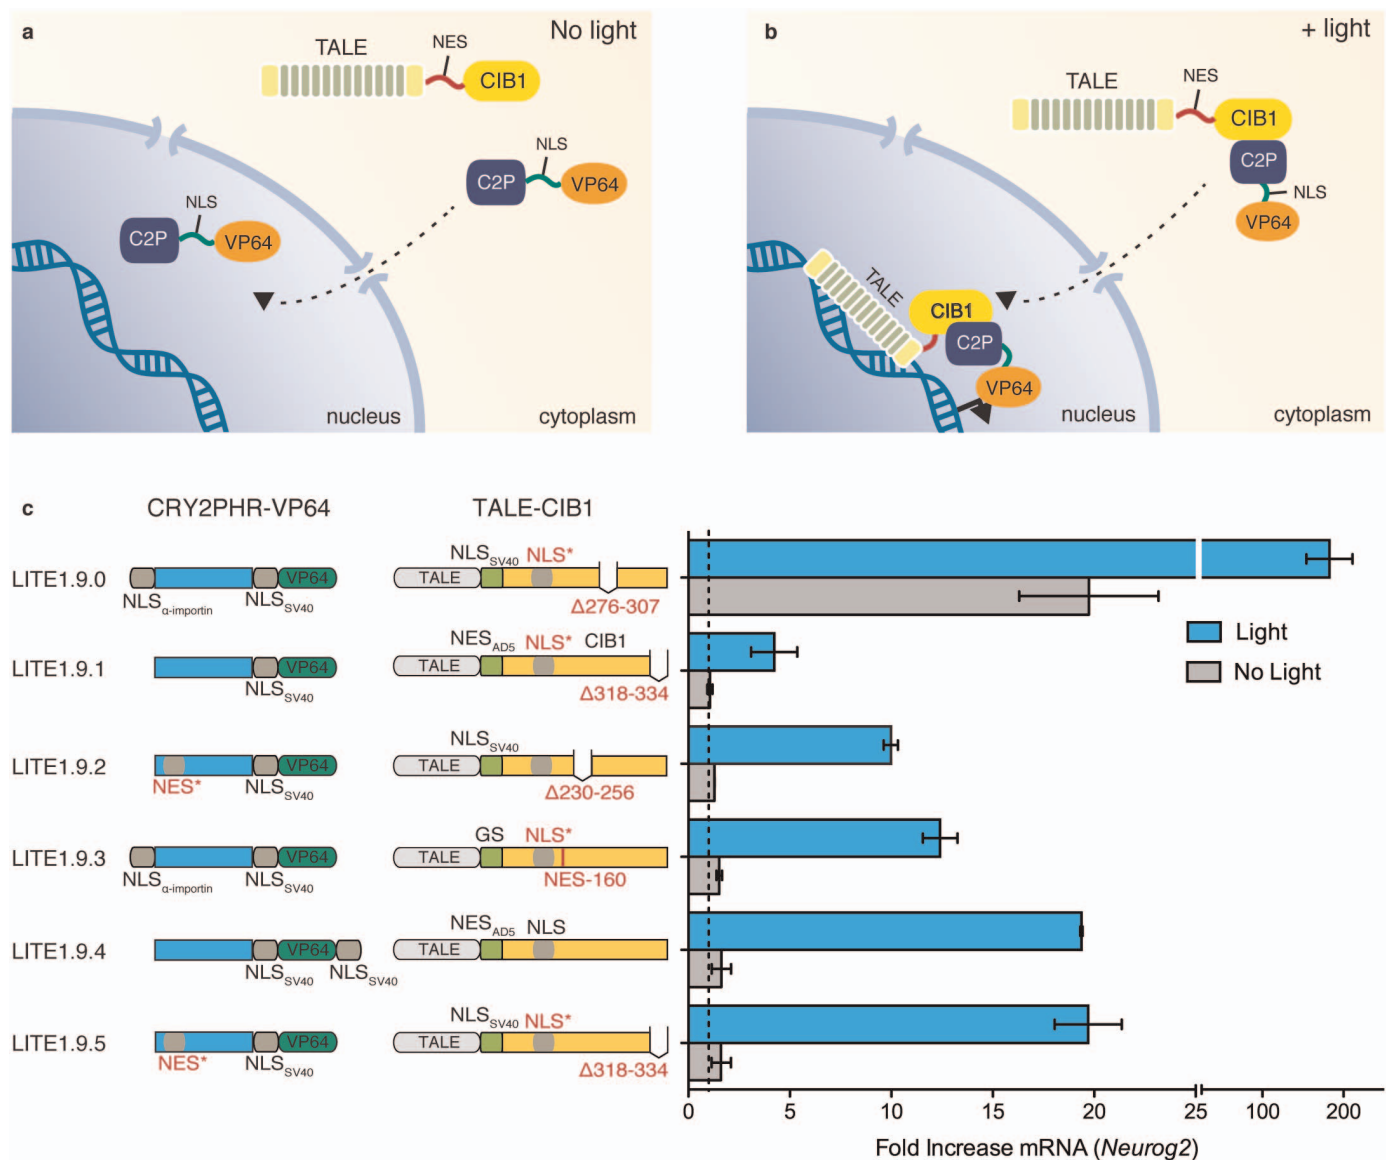 a
No light
TALE
NES
CIB1
NLS
C2P
VP64
NLS
C2P
VP64
nucleus
cytoplasm
b
+ light
TALE
NES
CIB1
C2P
NLS
VP64
TALE
CIB1
C2P
VP64
nucleus
cytoplasm
c
CRY2PHR-VP64
TALE-CIB1
LITE1.9.0
VP64
NLSα-importin
NLSSV40
NLSSV40
NLS*
TALE
Δ276-307
LITE1.9.1
VP64
NLSSV40
NESAD5
NLS*
CIB1
TALE
Δ318-334
LITE1.9.2
VP64
NES*
NLSSV40
NLSSV40
TALE
Δ230-256
LITE1.9.3
VP64
NLSα-importin
NLSSV40
GS
NLS*
TALE
NES-160
LITE1.9.4
VP64
NLSSV40
NLSSV40
NESAD5
NLS
TALE
LITE1.9.5
VP64
NES*
NLSSV40
NLSSV40
NLS*
TALE
Δ318-334
Light
No Light
0 5 10 15 20 25 100 200
Fold Increase mRNA (Neurog2)